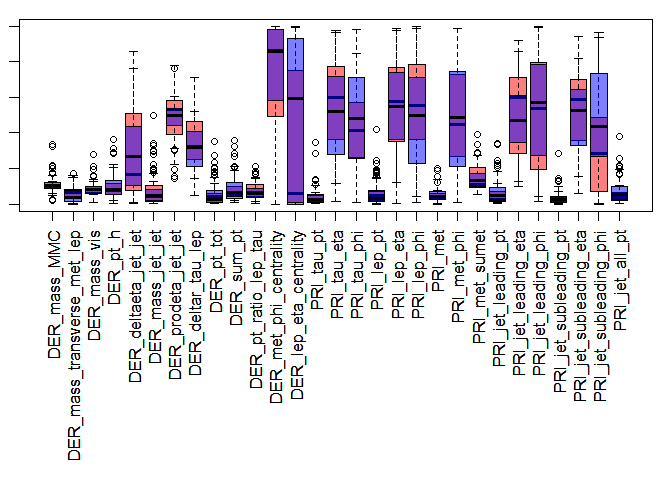 DER_mass_MMC
DER_mass_transverse_met_lep
DER_mass_vis
DER_pt_h
DER_deltaeta_jet_jet
DER_mass_jet_jet
DER_prodeta_jet_jet
DER_deltar_tau_lep
DER_pt_tot
DER_sum_pt
DER_pt_ratio_lep_tau
DER_met_phi_centrality
DER_lep_eta_centrality
PRI_tau_pt
PRI_tau_eta
PRI_tau_phi
PRI_lep_pt
PRI_lep_eta
PRI_lep_phi
PRI_met
PRI_met_phi
PRI_met_sumet
PRI_jet_leading_pt
PRI_jet_leading_eta
PRI_jet_leading_phi
PRI_jet_subleading_pt
PRI_jet_subleading_eta
PRI_jet_subleading_phi
PRI_jet_all_pt